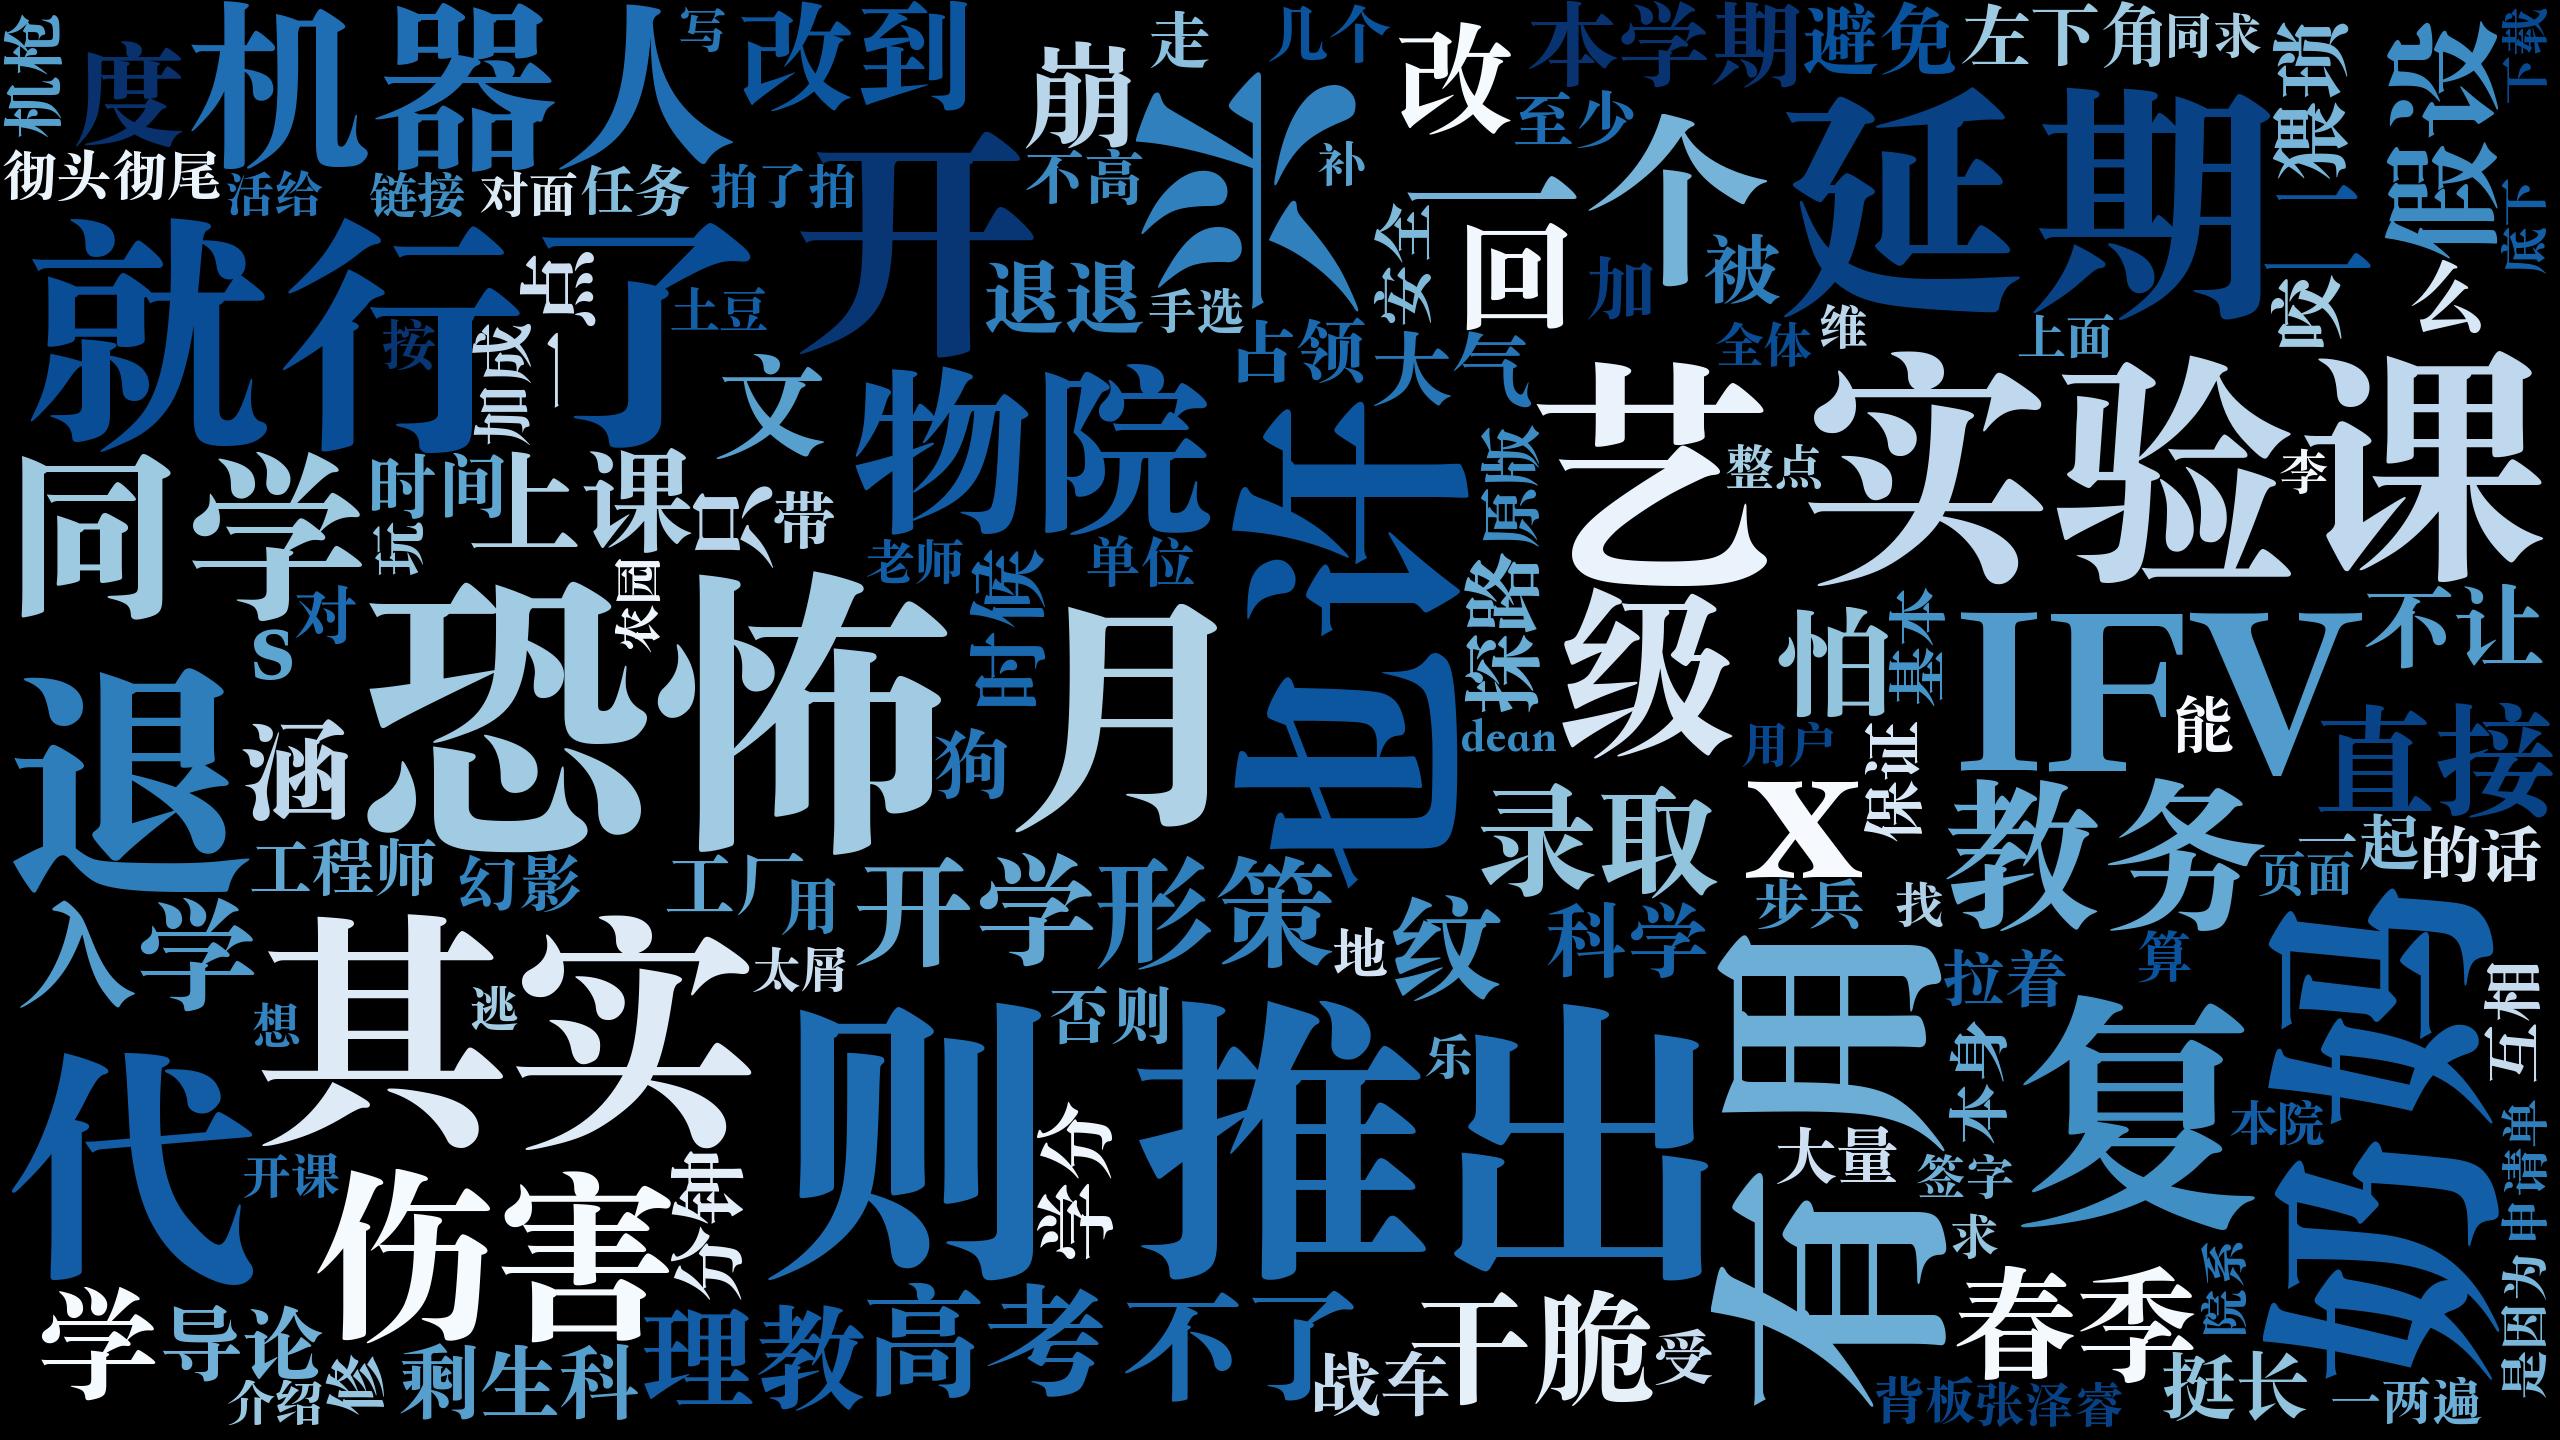 机枪
度
机器人
写
改到
崩
走
几个
改
本学期
避免
左下角
同求
猥琐
假设
下载
彻头彻尾
活给
链接
对面
任务
拍了拍
开
不高
米
补
至少
一个
延期
一一
底下
就行了
按
一点
加成
土豆
退退
手选
占领
安全
回
加
被
全体
维
上面
咬
么
大气
文
物院
也许
原版
艺
整点
实验课
李
同学
时间
玩
上课
只
带
农园
老师
时候
单位
探路
级
怕
基本
IFV
不让
对
s
恐怖
月
狗
dean
用户
保证
能
直接
退
涵
录取
x
教务
一起
的话
页面
工程师
幻影
工厂
用
开学
形策
地
纹
科学
步兵
找
入学
想
其实
逃
太屑
否则
有用
拉着
算
妈妈
互相
代
则
推出
乐
本身
复
本院
开课
伤害
分钟
学分
大量
签字
求
申请单
学
导论
介绍
修
剩
生科
理教
高考
不了
战车
干脆
受
春季
院系
是因为
背板
张泽睿
挺长
一两遍